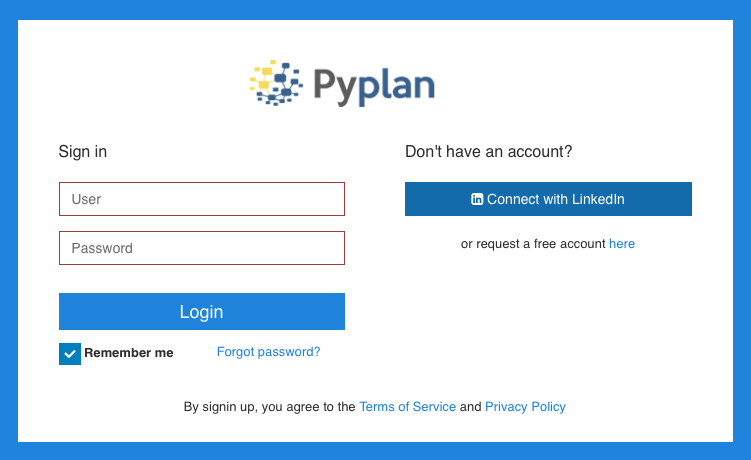 Pyplan
Sign in
User
Password
Login
Remember me Forgot password?
Don't have an account?
in Connect with LinkedIn
or request a free account here
By signin up, you agree to the Terms of Service and Privacy Policy